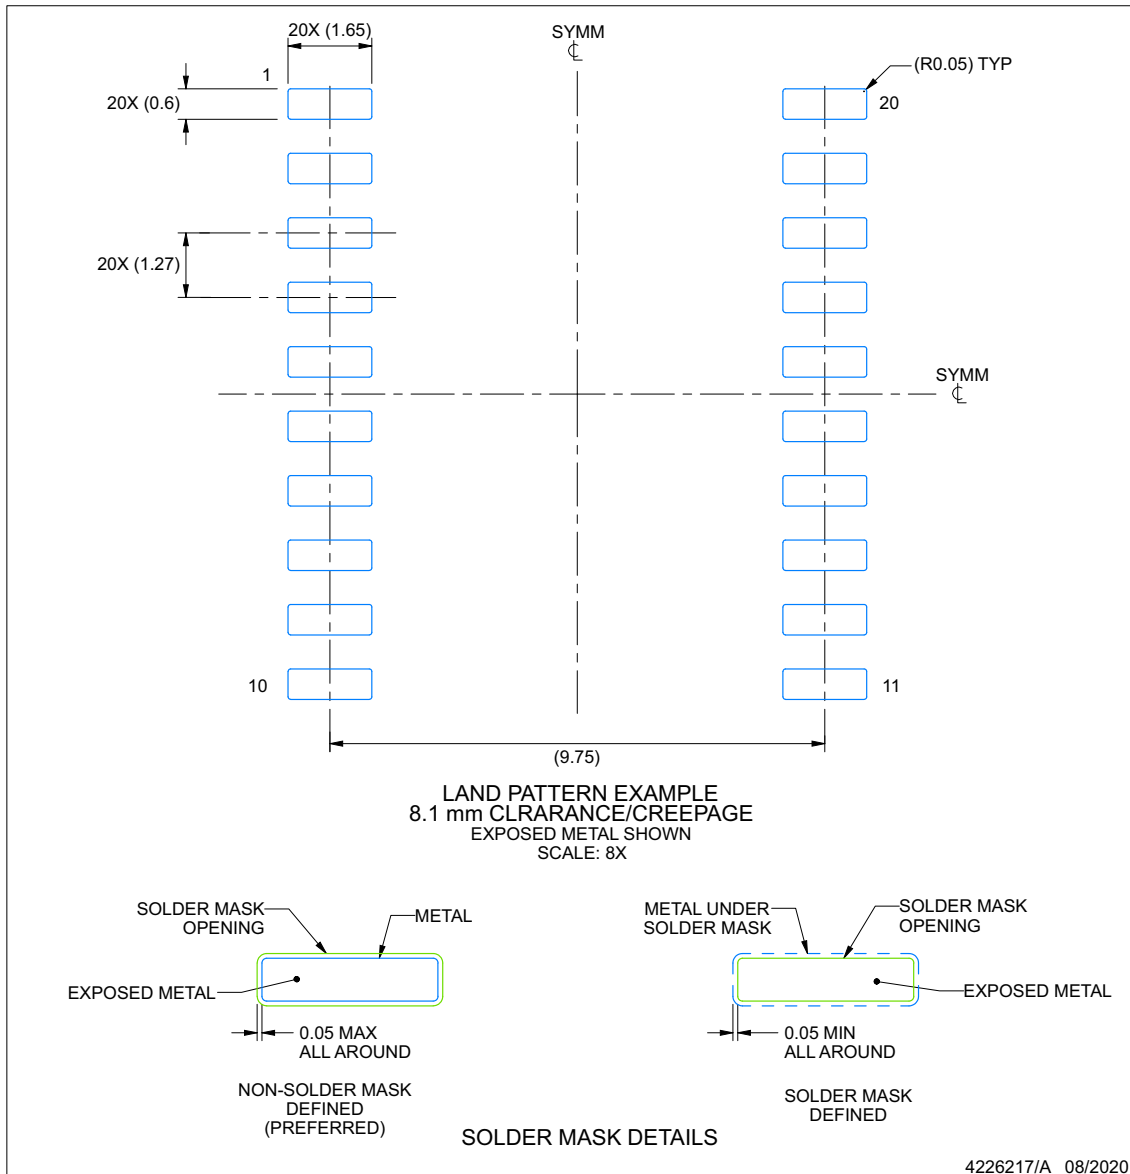 20X (1.65)
SYMM
℄
(R0.05) TYP
1
20X (0.6)
20
20X (1.27)
SYMM
℄
10
11
(9.75)
LAND PATTERN EXAMPLE
8.1 mm CLRARANCE/CREEPAGE
EXPOSED METAL SHOWN
SCALE: 8X
SOLDER MASK
OPENING
METAL
EXPOSED METAL
0.05 MAX
ALL AROUND
NON-SOLDER MASK
DEFINED
(PREFERRED)
METAL UNDER
SOLDER MASK
SOLDER MASK
OPENING
EXPOSED METAL
0.05 MIN
ALL AROUND
SOLDER MASK
DEFINED
SOLDER MASK DETAILS
4226217/A 08/2020